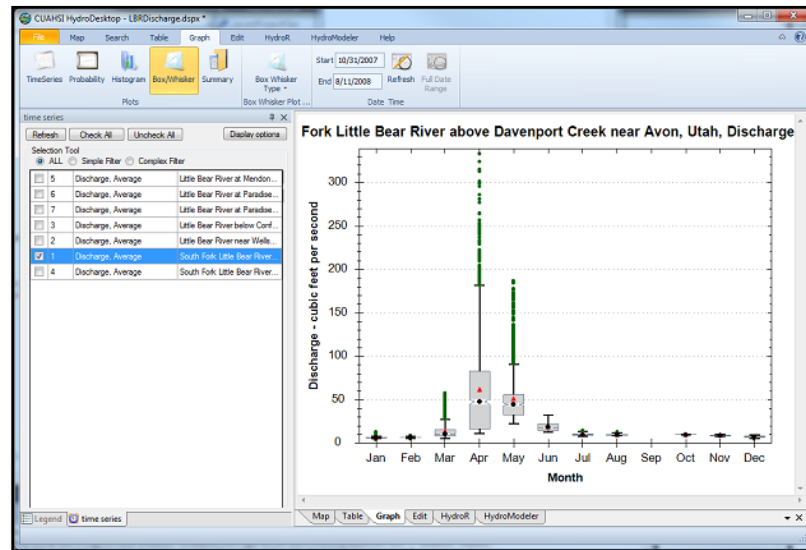 CUAHSI HydroDesktop - LBRDischarge.dspx *
File Map Search Table Graph Edit HydroR HydroModeler Help
TimeSeries Probability Histogram Box/Whisker Summary
Plots
Box Whisker Type
Box Whisker Plot ...
Start 10/31/2007
End 8/11/2008
Refresh
Full Date Range
Date Time
time series
Refresh Check All Uncheck All Display options
Selection Tool
ALL Simple Filter Complex Filter
5 Discharge, Average Little Bear River at Mendon...
6 Discharge, Average Little Bear River at Paradise...
7 Discharge, Average Little Bear River at Paradise...
3 Discharge, Average Little Bear River below Conf...
2 Discharge, Average Little Bear River near Wells...
1 Discharge, Average South Fork Little Bear River...
4 Discharge, Average South Fork Little Bear River...
Legend time series
Fork Little Bear River above Davenport Creek near Avon, Utah, Discharge
Discharge - cubic feet per second
300
250
200
150
100
50
0
Jan Feb Mar Apr May Jun Jul Aug Sep Oct Nov Dec
Month
Map Table Graph Edit HydroR HydroModeler